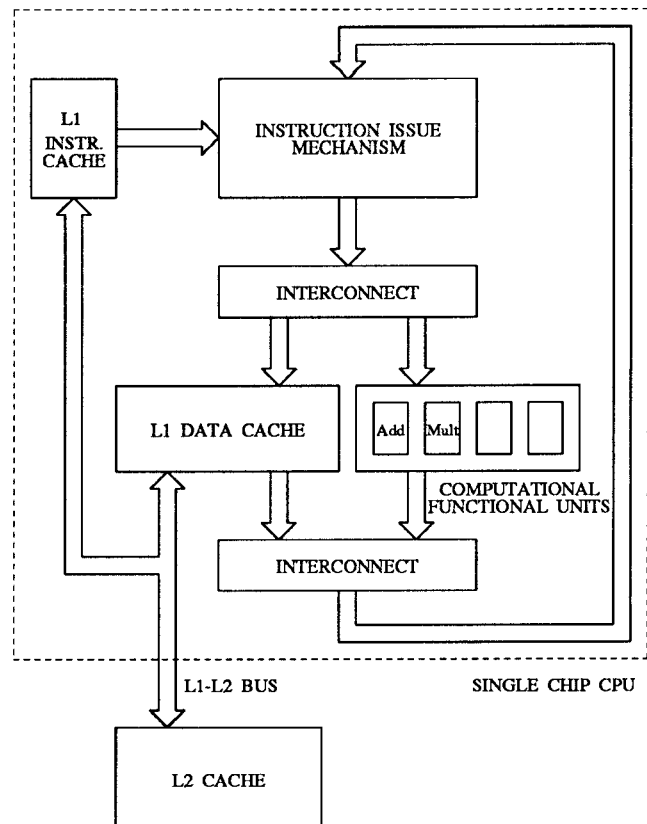 L1
INSTR.
CACHE
INSTRUCTION ISSUE
MECHANISM
INTERCONNECT
L1 DATA CACHE
Add
Mult
COMPUTATIONAL
FUNCTIONAL UNITS
INTERCONNECT
L1-L2 BUS
SINGLE CHIP CPU
L2 CACHE